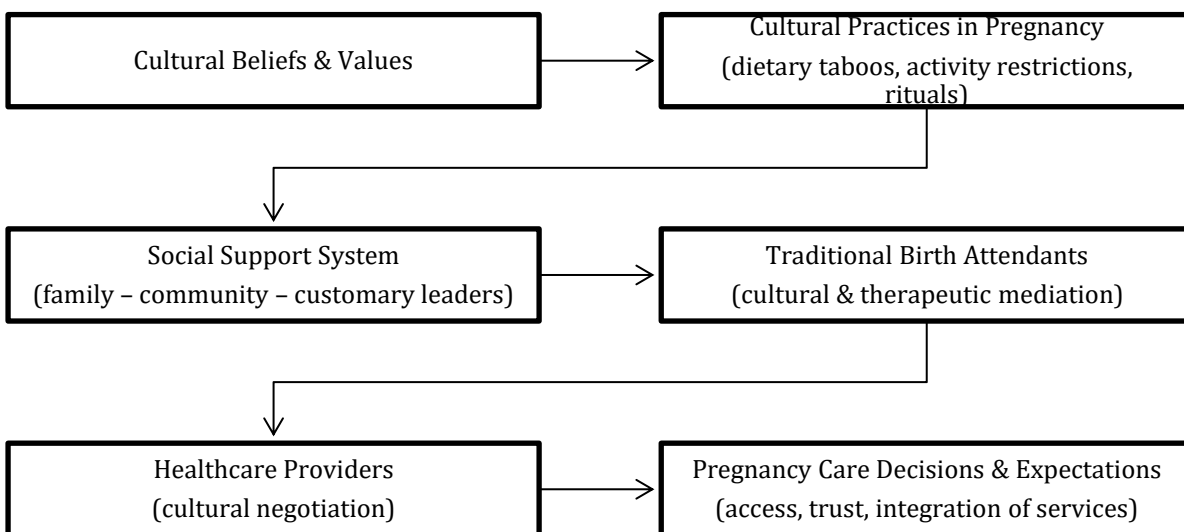 Cultural Beliefs & Values
Cultural Practices in Pregnancy
(dietary taboos, activity restrictions,
rituals)
Social Support System
(family – community – customary leaders)
Traditional Birth Attendants
(cultural & therapeutic mediation)
Healthcare Providers
(cultural negotiation)
Pregnancy Care Decisions & Expectations
(access, trust, integration of services)